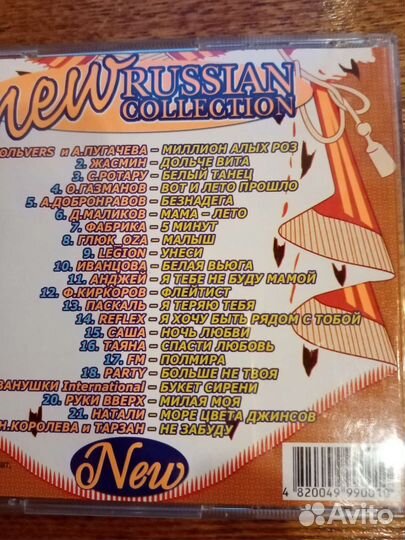 new RUSSIAN
COLLECTION
ОЛЬVERS и А.ПУГАЧЕВА – МИЛЛИОН АЛЫХ РОЗ
2. ЖАСМИН – ДОЛЬЧЕ ВИТА
3. С.РОТАРУ – БЕЛЫЙ ТАНЕЦ
4. О.ГАЗМАНОВ – ВОТ И ЛЕТО ПРОШЛО
5. А.ДОБРОНРАВОВ – БЕЗНАДЕГА
6. Д.МАЛИКОВ – МАМА – ЛЕТО
7. ФАБРИКА – 5 МИНУТ
8. ГЛЮК_OZA – МАЛЫШ
9. LEGION – УНЕСИ
10. ИВАНЦОВА – БЕЛАЯ ВЬЮГА
11. АНДЖЕЙ – Я ТЕБЕ НЕ БУДУ МАМОЙ
12. Ф.КИРКОРОВ – ФЛЕЙТИСТ
13. ПАСКАЛЬ – Я ТЕРЯЮ ТЕБЯ
14. REFLEX – Я ХОЧУ БЫТЬ РЯДОМ С ТОБОЙ
15. САША – НОЧЬ ЛЮБВИ
16. ТАЯНА – СПАСТИ ЛЮБОВЬ
17. FM – ПОЛМИРА
18. PARTY – БОЛЬШЕ НЕ ТВОЯ
ВАНУШКИ International – БУКЕТ СИРЕНИ
20. РУКИ ВВЕРХ – МИЛАЯ МОЯ
21. НАТАЛИ – МОРЕ ЦВЕТА ДЖИНСОВ
Н.КОРОЛЕВА и ТАРЗАН – НЕ ЗАБУДУ
New
4 820049 990010
Avito